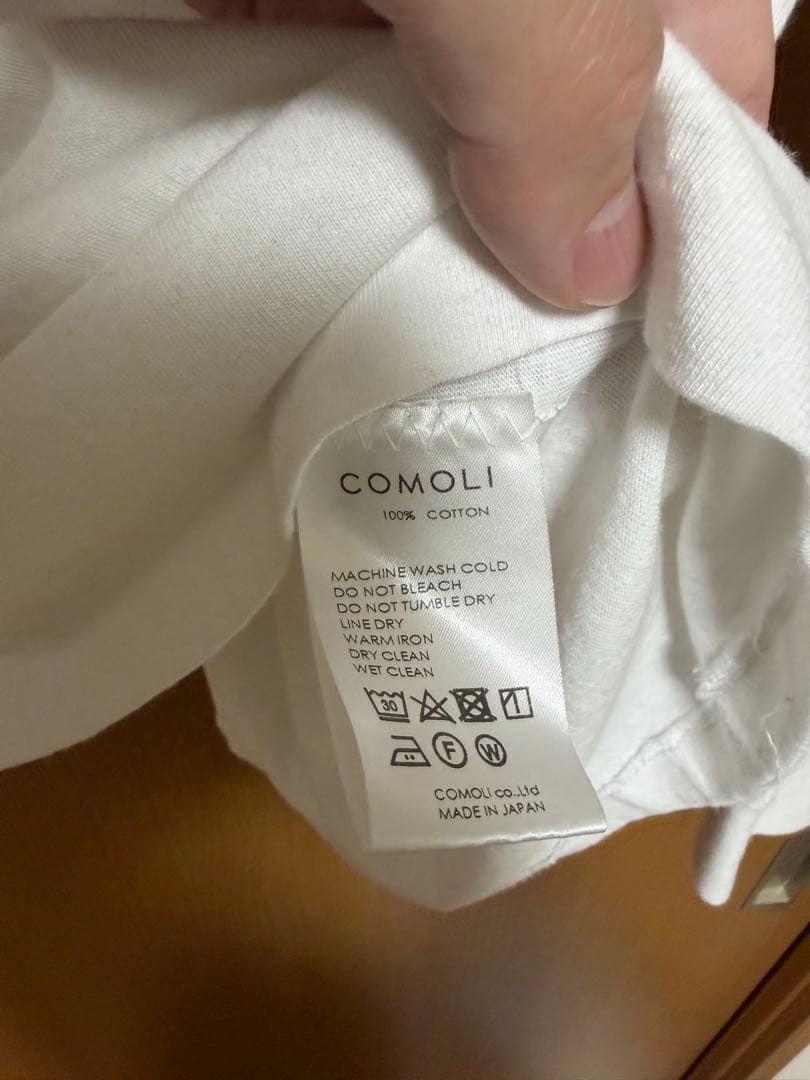 COMOLI
100% COTTON
MACHINE WASH COLD
DO NOT BLEACH
DO NOT TUMBLE DRY
LINE DRY
WARM IRON
DRY CLEAN
WET CLEAN
30
F W
COMOLI co.,Ltd
MADE IN JAPAN